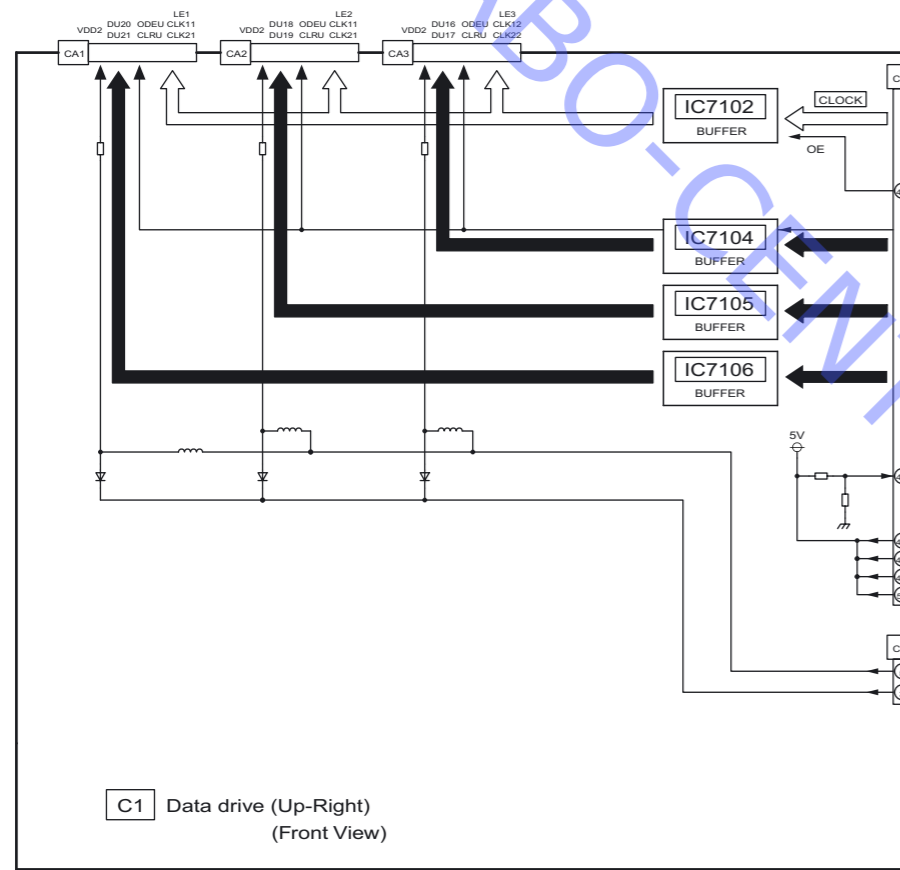 LE1
DU20 ODEU CLK11
VDD2 DU21 CLRU CLK21
CA1
LE2
DU18 ODEU CLK11
VDD2 DU19 CLRU CLK21
CA2
LE3
DU16 ODEU CLK12
VDD2 DU17 CLRU CLK22
CA3
IC7102
BUFFER
CLOCK
OE
IC7104
BUFFER
IC7105
BUFFER
IC7106
BUFFER
5V
C1 Data drive (Up-Right)
(Front View)